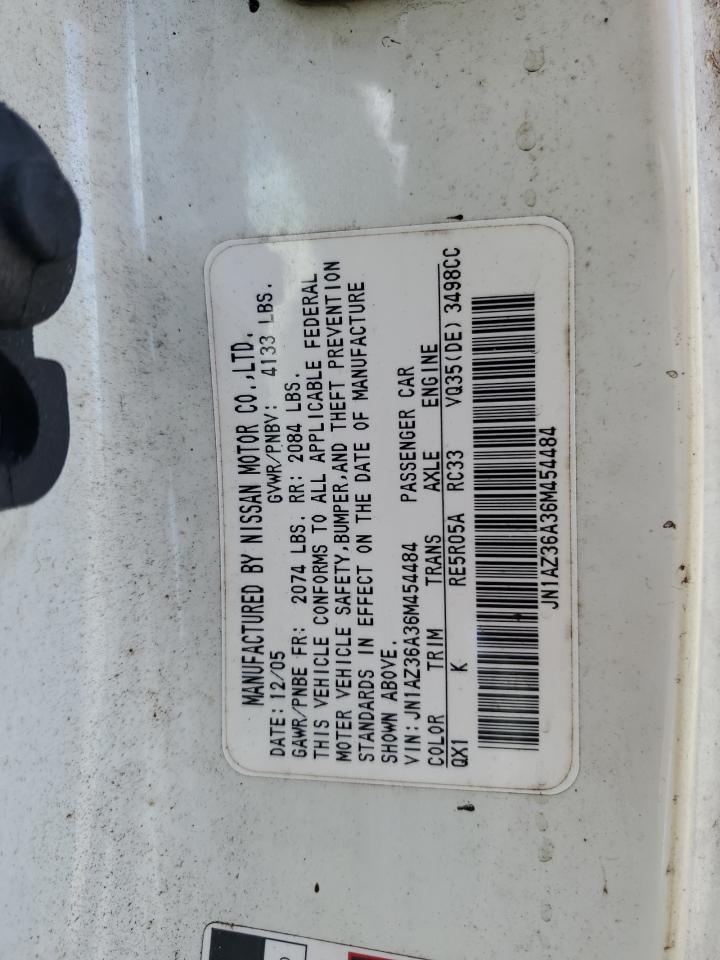 MANUFACTURED BY NISSAN MOTOR CO.,LTD.
DATE: 12/05 GVWR/PNBV: 4133 LBS.
GAWR/PNBE FR: 2074 LBS. RR: 2084 LBS.
THIS VEHICLE CONFORMS TO ALL APPLICABLE FEDERAL
MOTER VEHICLE SAFETY,BUMPER,AND THEFT PREVENTION
STANDARDS IN EFFECT ON THE DATE OF MANUFACTURE
SHOWN ABOVE.
VIN: JN1AZ36A36M454484 PASSENGER CAR
COLOR TRIM TRANS AXLE ENGINE
QX1 K RE5R05A RC33 VQ35(DE) 3498CC
JN1AZ36A36M454484